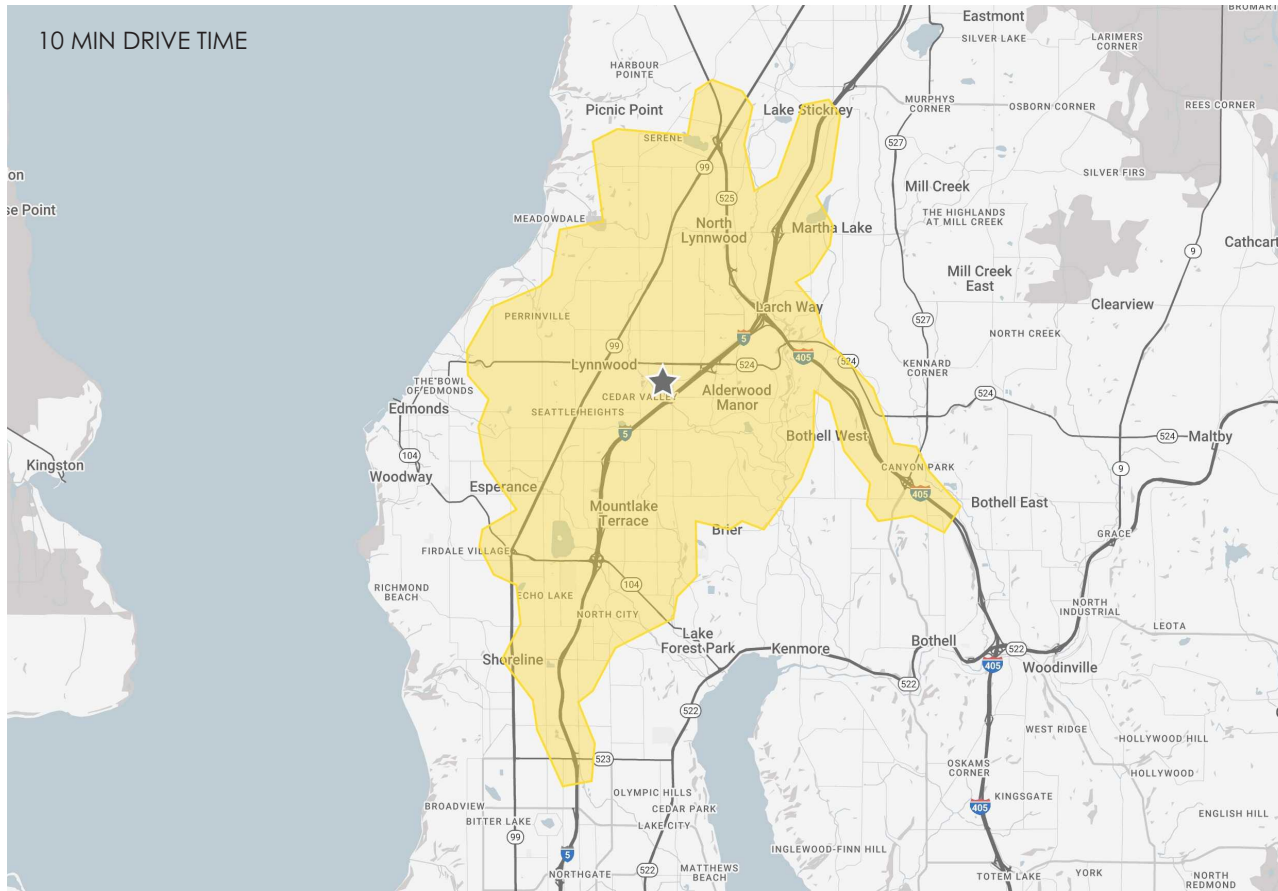 10 MIN DRIVE TIME
BRUMART
Eastmont
SILVER LAKE
LARIMERS
CORNER
HARBOUR
POINTE
Picnic Point
Lake Stickney
MURPHYS
CORNER
OSBORN CORNER
REES CORNER
SERENE
527
99
SILVER FIRS
on
Mill Creek
525
se Point
MEADOWDALE
THE HIGHLANDS
AT MILL CREEK
North
Lynnwood
Martha Lake
Cathcart
9
Mill Creek
East
Clearview
Larch Way
PERRINVILLE
527
NORTH CREEK
5
99
405
524
KENNARD
CORNER
Lynnwood
524
THE BOWL
OF EDMONDS
Alderwood
Manor
CEDAR VALLEY
524
Edmonds
SEATTLE HEIGHTS
5
Bothell West
524
Maltby
104
Kingston
CANYON PARK
9
Woodway
Esperance
405
Bothell East
Mountlake
Terrace
Brier
GRACE
FIRDALE VILLAGE
RICHMOND
BEACH
104
ECHO LAKE
NORTH CITY
NORTH
INDUSTRIAL
LEOTA
Lake
Forest Park
Bothell
Kenmore
522
Shoreline
405
Woodinville
522
522
WEST RIDGE
HOLLYWOOD HILL
523
OSKAMS
CORNER
HOLLYWOOD
OLYMPIC HILLS
KINGSGATE
BROADVIEW
CEDAR PARK
405
ENGLISH HILL
BITTER LAKE
LAKE CITY
99
INGLEWOOD-FINN HILL
5
522
MATTHEWS
BEACH
NORTHGATE
TOTEM LAKE
YORK
NORTH
REDMOND